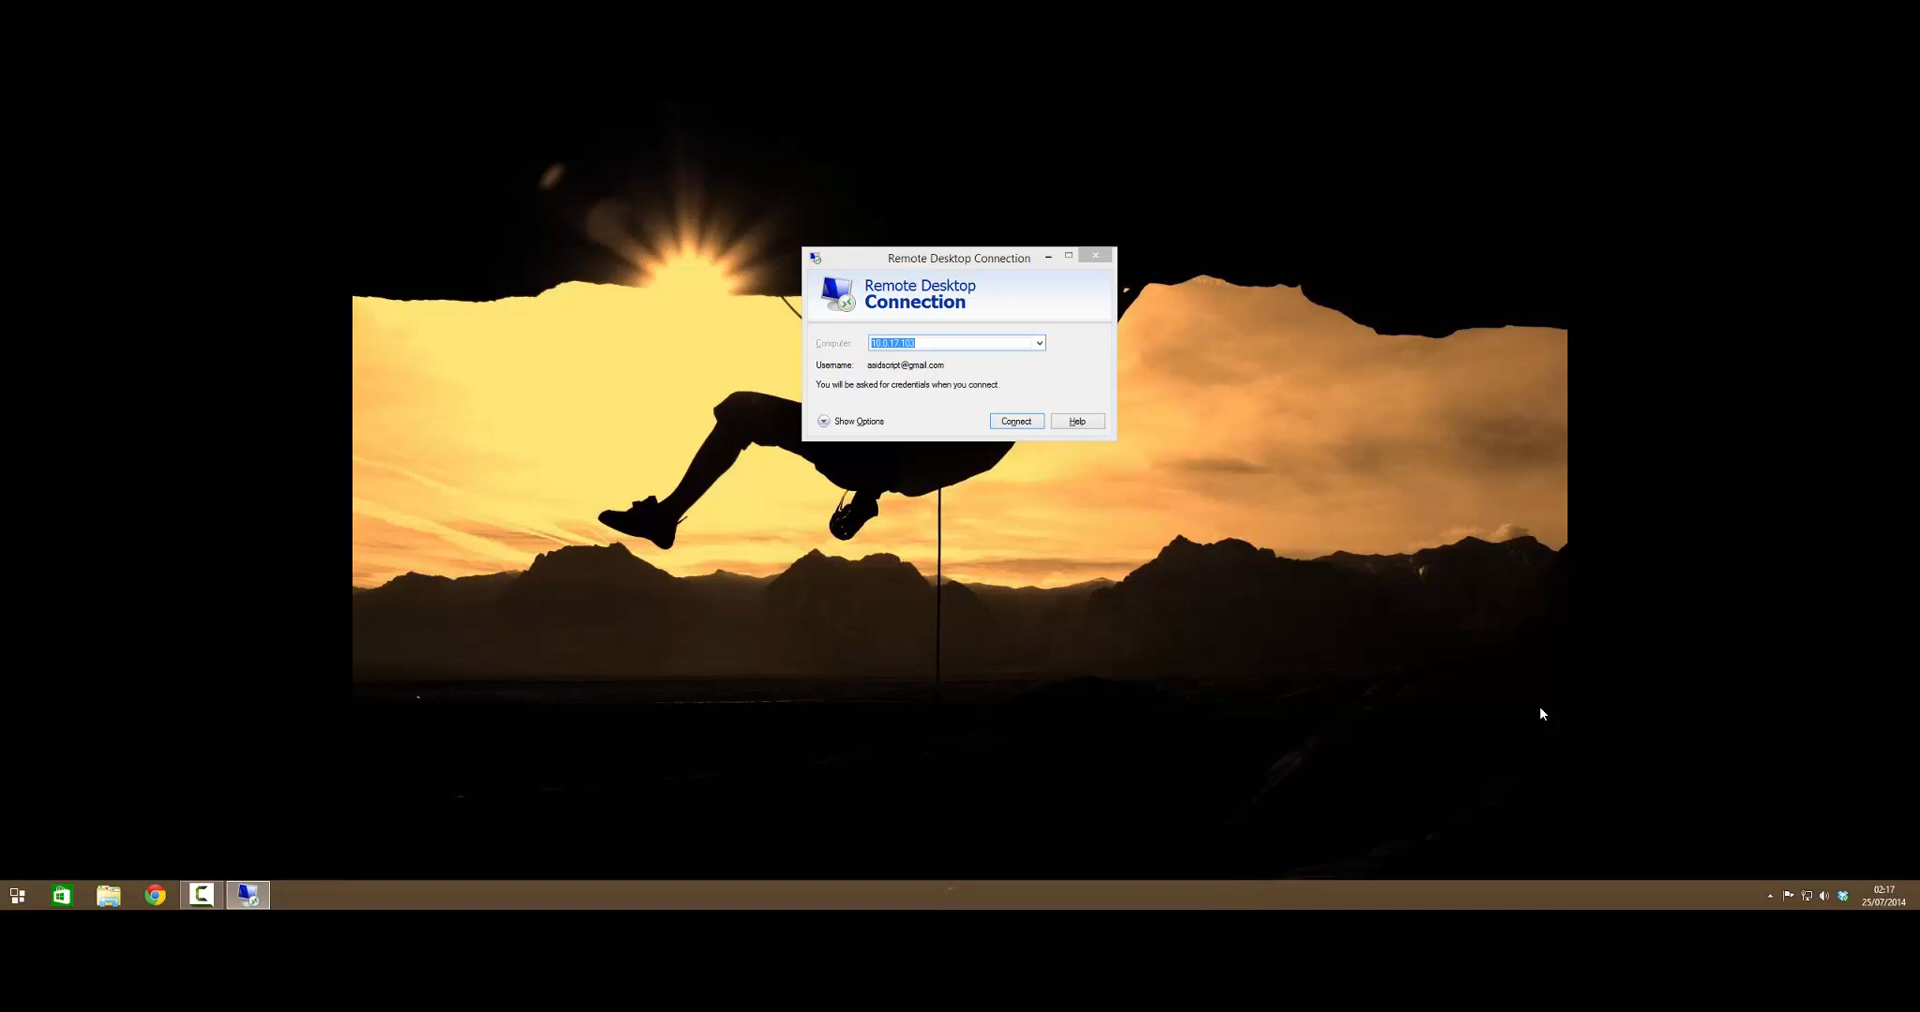 Remote Desktop Connection
Remote Desktop
Connection
Computer: 10.0.17.103
Username: asidscript@gmail.com
You will be asked for credentials when you connect.
Show Options
Connect
Help
02:17
25/07/2014